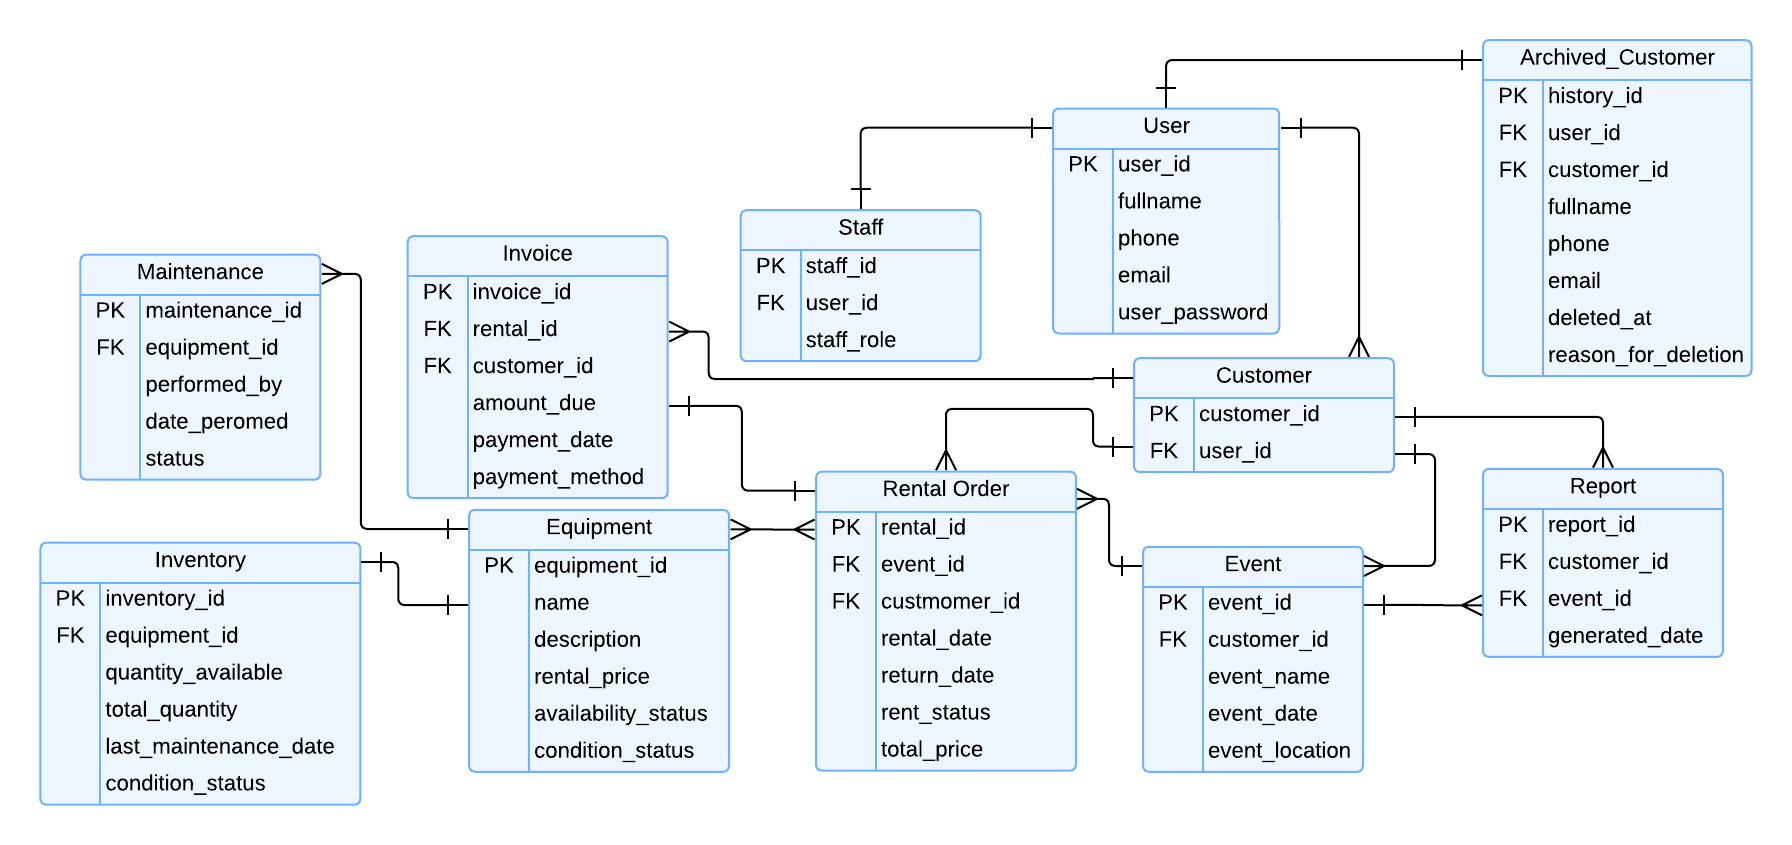 Archived_Customer
PK history_id
FK user_id
FK customer_id
fullname
phone
email
deleted_at
reason_for_deletion
User
PK user_id
fullname
phone
email
user_password
Staff
PK staff_id
FK user_id
staff_role
Invoice
PK invoice_id
FK rental_id
FK customer_id
amount_due
payment_date
payment_method
Maintenance
PK maintenance_id
FK equipment_id
performed_by
date_peromed
status
Customer
PK customer_id
FK user_id
Report
PK report_id
FK customer_id
FK event_id
generated_date
Rental Order
PK rental_id
FK event_id
FK custmomer_id
rental_date
return_date
rent_status
total_price
Equipment
PK equipment_id
name
description
rental_price
availability_status
condition_status
Inventory
PK inventory_id
FK equipment_id
quantity_available
total_quantity
last_maintenance_date
condition_status
Event
PK event_id
FK customer_id
event_name
event_date
event_location